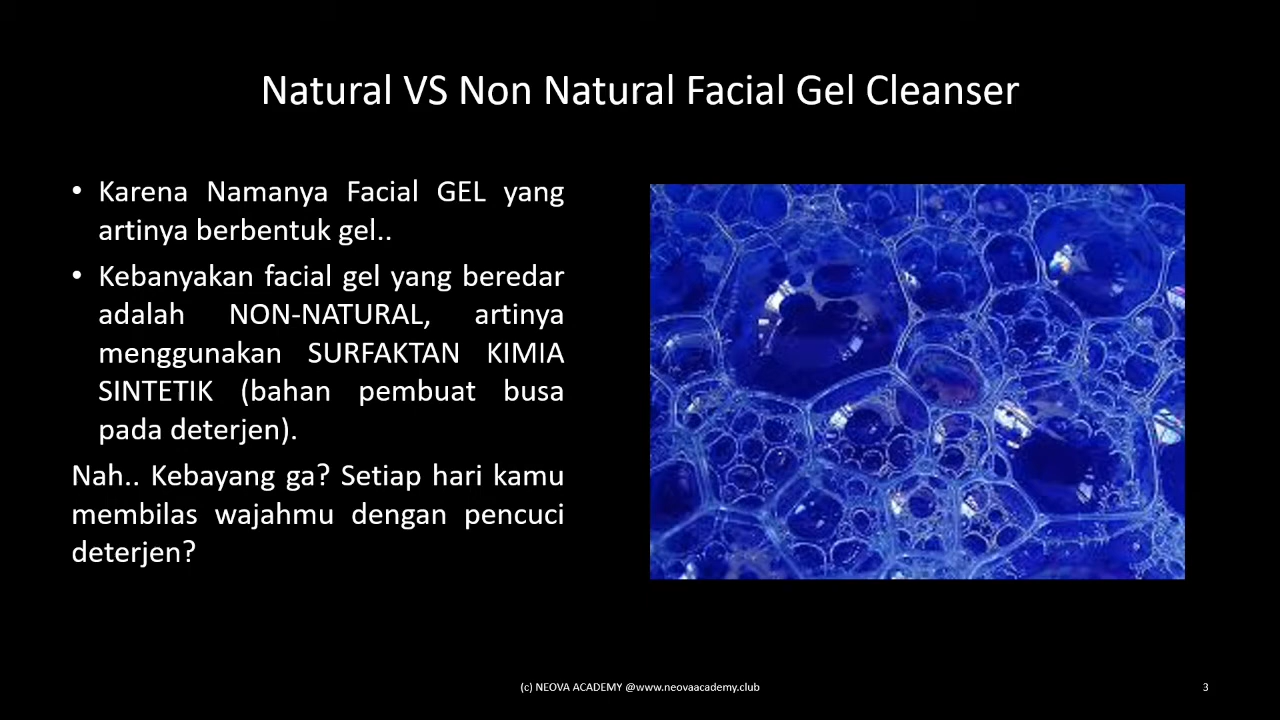 Natural VS Non Natural Facial Gel Cleanser
• Karena Namanya Facial GEL yang
artinya berbentuk gel..
• Kebanyakan facial gel yang beredar
adalah NON-NATURAL, artinya
menggunakan SURFAKTAN KIMIA
SINTETIK (bahan pembuat busa
pada deterjen).
Nah.. Kebayang ga? Setiap hari kamu
membilas wajahmu dengan pencuci
deterjen?
(c) NEOVA ACADEMY @www.neovaacademy.club
3